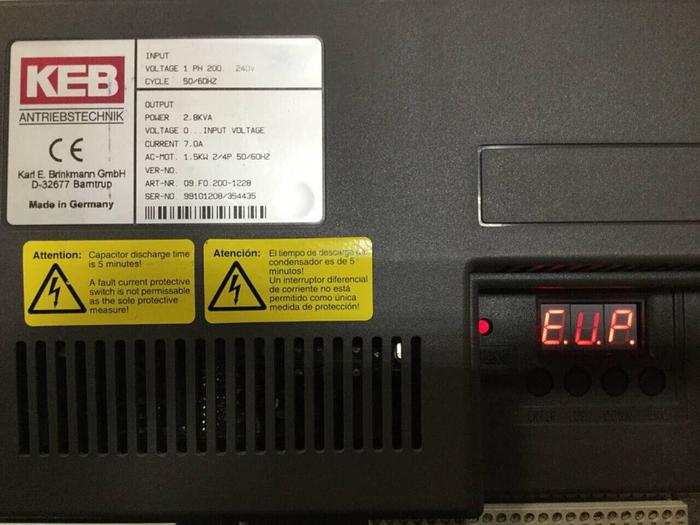 KEB
ANTRIEBSTECHNIK
CE
Karl E. Brinkmann GmbH
D-32677 Barntrup
Made in Germany
INPUT
VOLTAGE 1 PH 200 240V
CYCLE 50/60HZ
OUTPUT
POWER 2.8KVA
VOLTAGE 0...INPUT VOLTAGE
CURRENT 7.0A
AC-MOT. 1.5KW 2/4P 50/60HZ
VER-NO.
ART-NR. 09.F0.200-1228
SER-NO. 99101208/354435
Attention: Capacitor discharge time
is 5 minutes!
A fault current protective
switch is not permissable
as the sole protective
measure!
Atención: El tiempo de descarga de
condensador es de 5
minutos!
Un interruptor diferencial
de corriente no está
permitido como única
medida de protección!
E.U.P.
ENTER